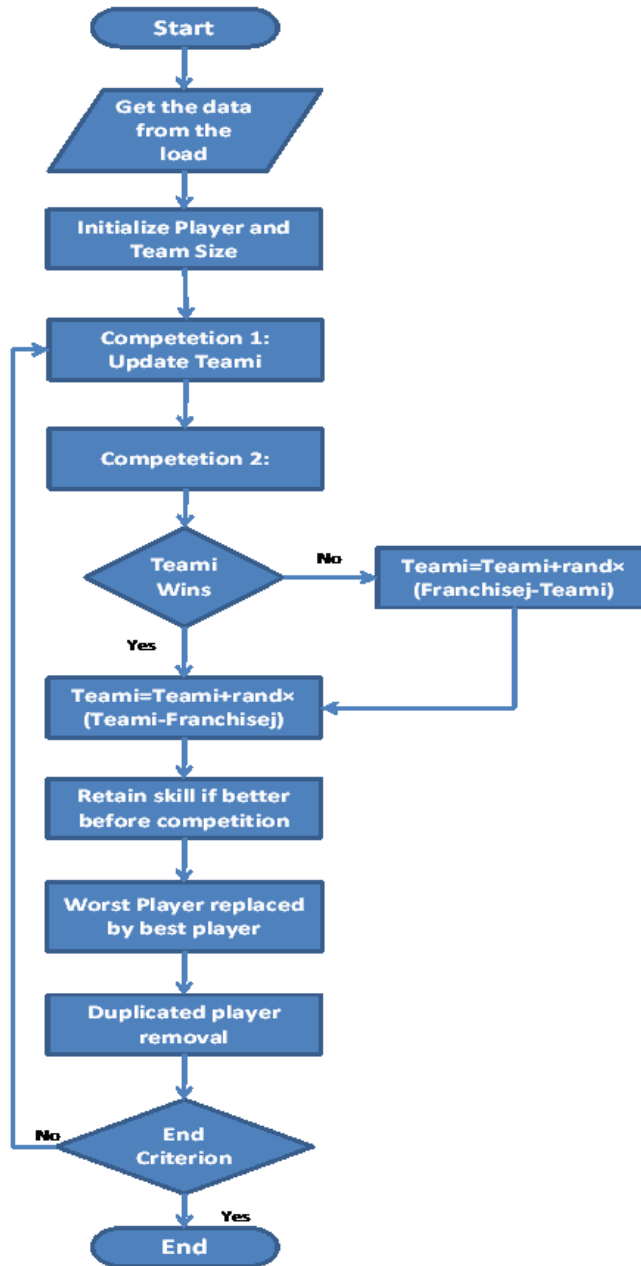 Start
Get the data
from the
load
Initialize Player and
Team Size
Competetion 1:
Update Teami
Competetion 2:
Teami
Wins
No
Teami=Teami+rand×
(Franchisej-Teami)
Yes
Teami=Teami+rand×
(Teami-Franchisej)
Retain skill if better
before competition
Worst Player replaced
by best player
Duplicated player
removal
End
Criterion
No
Yes
End